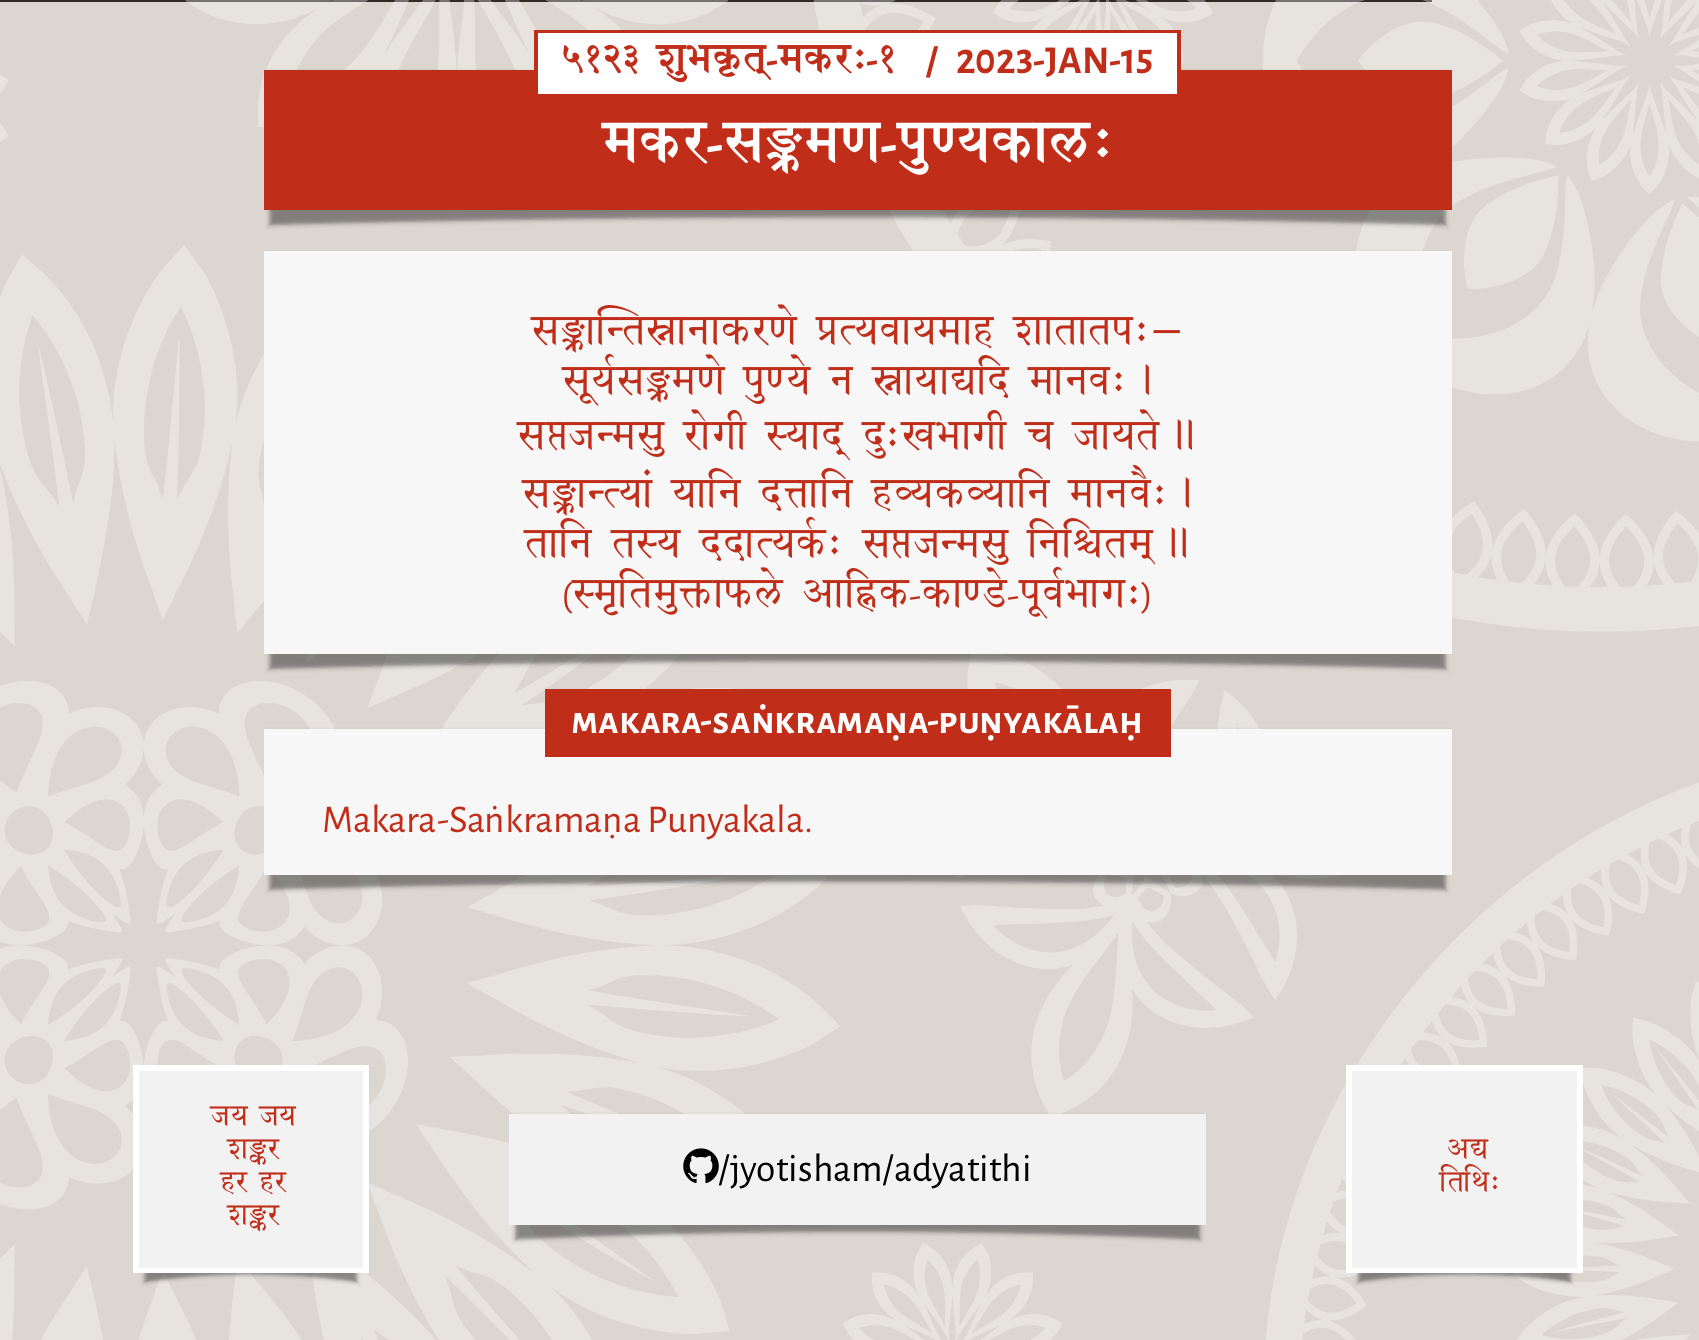 ५१२३ शुभकृत्-मकरः-१ / 2023-JAN-15
मकर-सङ्क्रमण-पुण्यकालः
सङ्क्रान्तिस्नानाकरणे प्रत्यवायमाह शातातपः—
सूर्यसङ्क्रमणे पुण्ये न स्नायाद्यदि मानवः।
सप्तजन्मसु रोगी स्याद् दुःखभागी च जायते॥
सङ्क्रान्त्यां यानि दत्तानि हव्यकव्यानि मानवैः।
तानि तस्य ददात्यर्कः सप्तजन्मसु निश्चितम्॥
(स्मृतिमुक्ताफले आह्निक-काण्डे-पूर्वभागः)
MAKARA-SAṄKRAMAṆA-PUṆYAKĀLAḤ
Makara-Saṅkramaṇa Punyakala.
जय जय
शङ्कर
हर हर
शङ्कर
/jyotisham/adyatithi
अद्य
तिथिः